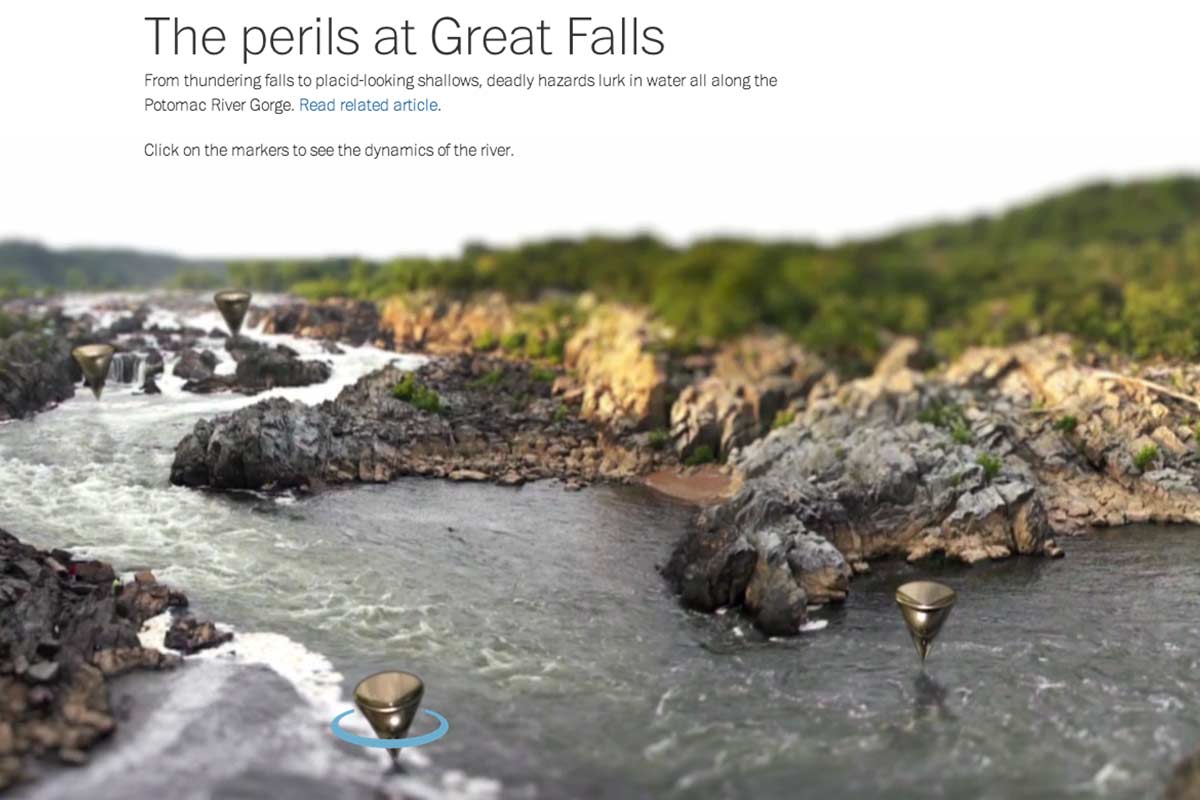 The perils at Great Falls
From thundering falls to placid-looking shallows, deadly hazards lurk in water all along the
Potomac River Gorge. Read related article.
Click on the markers to see the dynamics of the river.